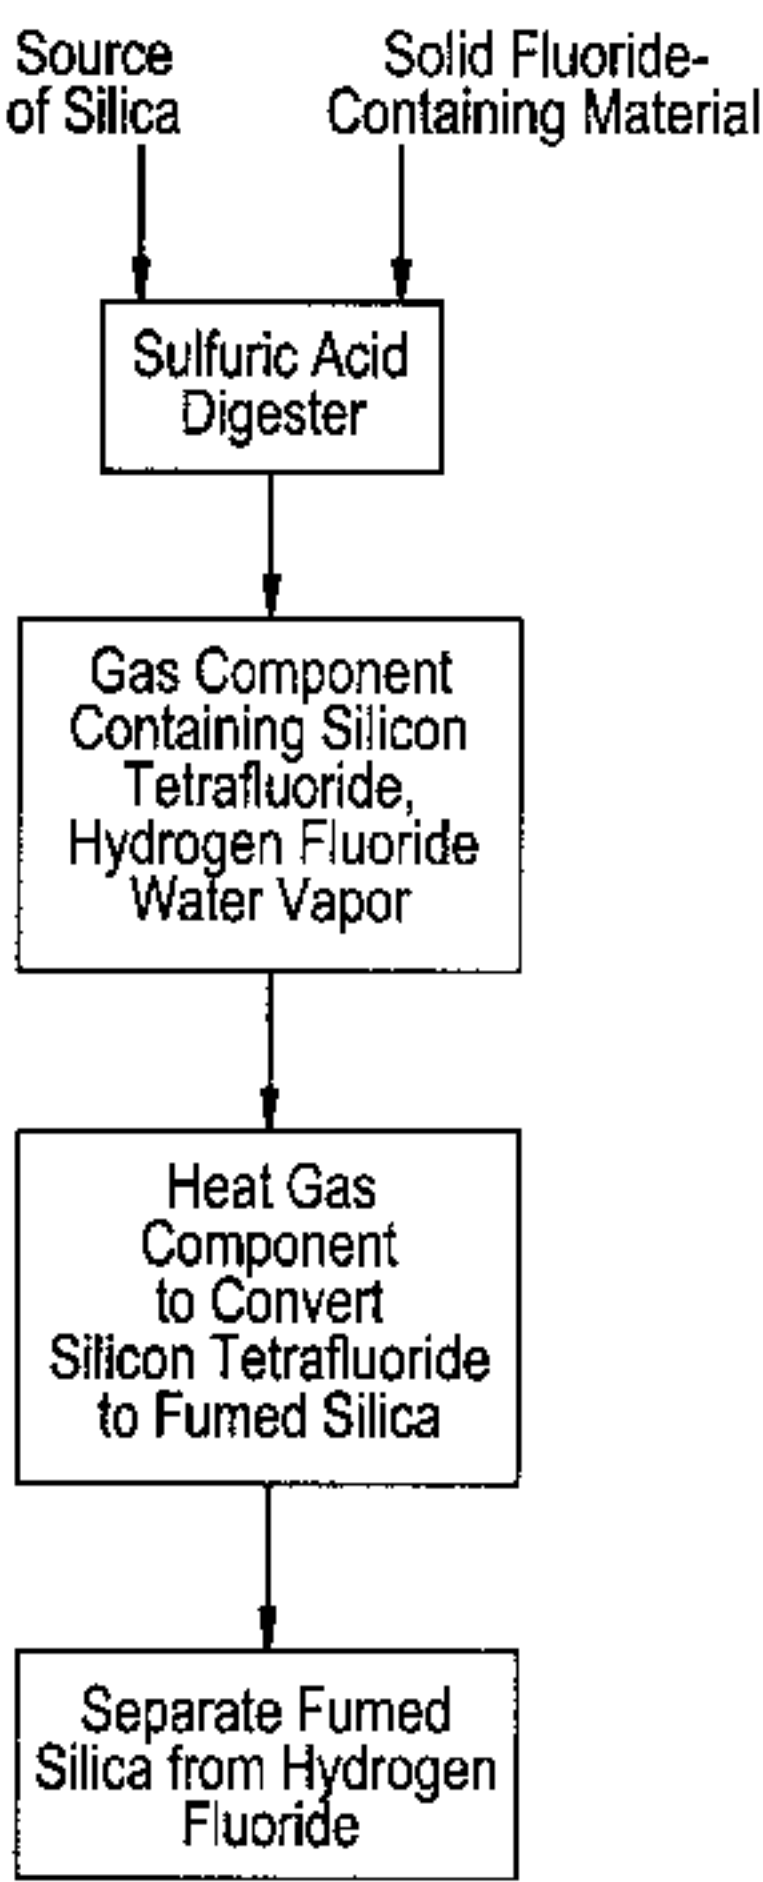 Source
of Silica
Solid Fluoride-
Containing Material
Sulfuric Acid
Digester
Gas Component
Containing Silicon
Tetrafluoride,
Hydrogen Fluoride
Water Vapor
Heat Gas
Component
to Convert
Silicon Tetrafluoride
to Fumed Silica
Separate Fumed
Silica from Hydrogen
Fluoride